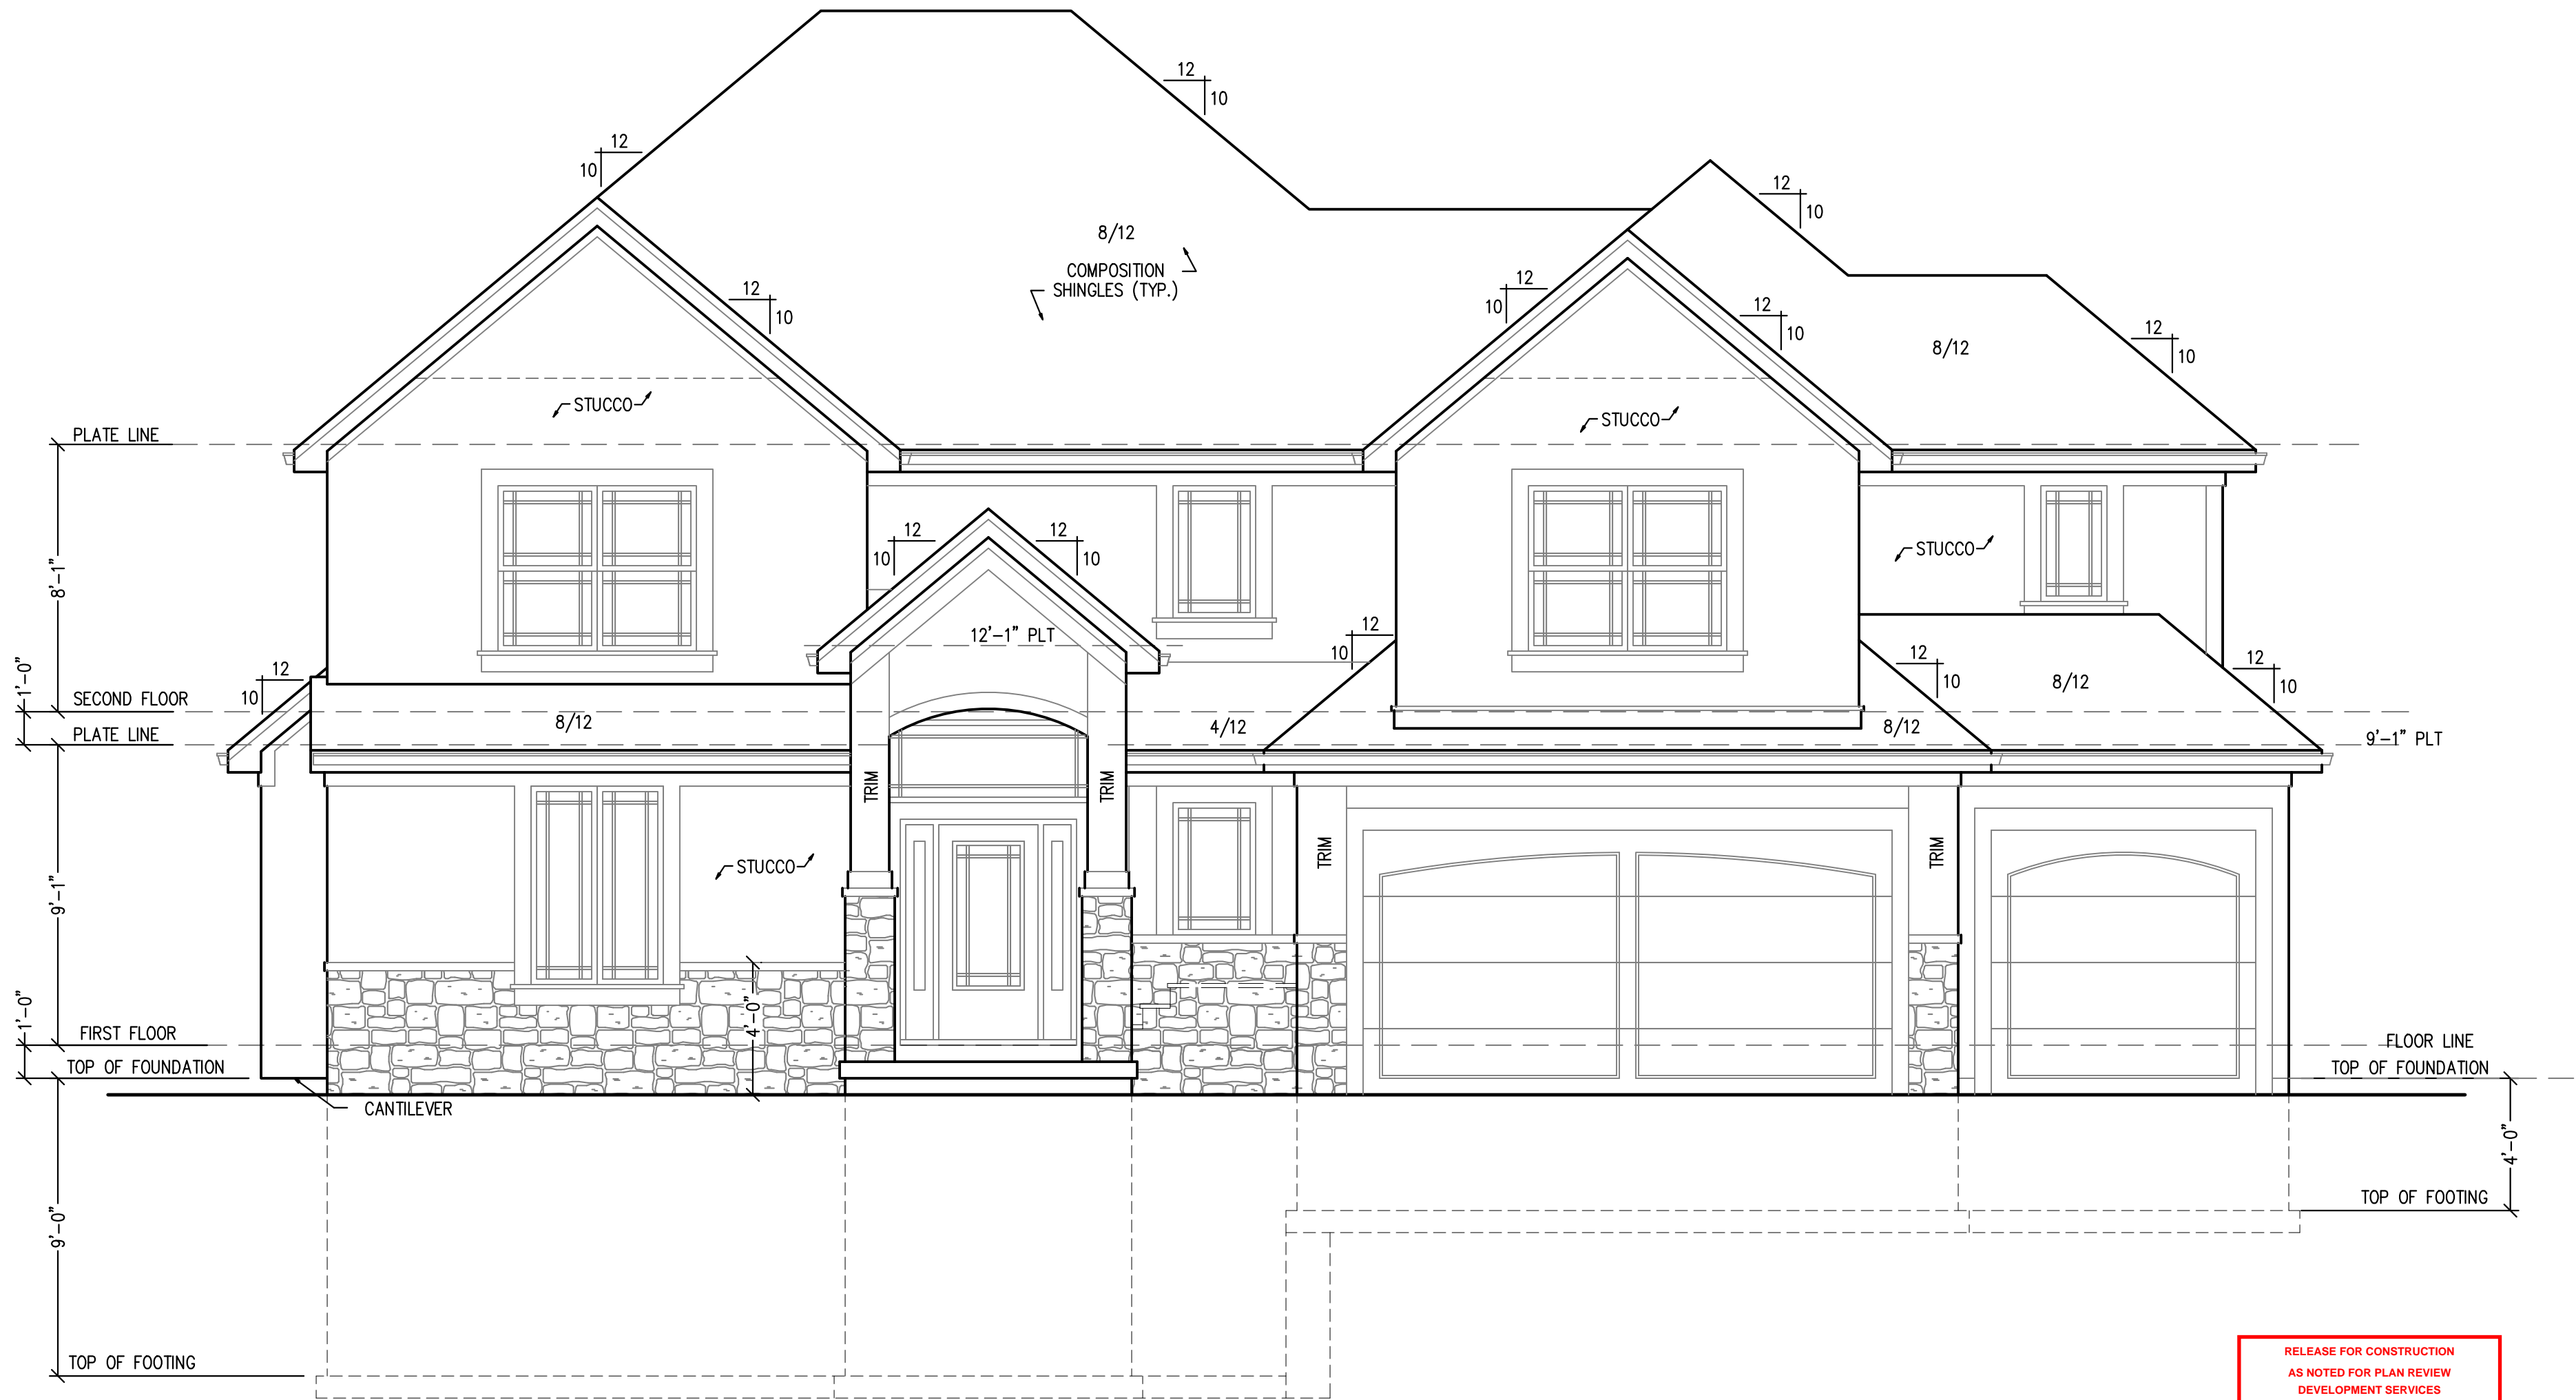 12
10
12
10
12
10
12
10
8/12
COMPOSITION
SHINGLES (TYP.)
12
10
12
10
12
10
12
10
8/12
STUCCO
STUCCO
PLATE LINE
8'-1"
12
10
12
10
STUCCO
12'-1" PLT
12
10
12
10
12
10
12
10
8/12
1'-0"
SECOND FLOOR
8/12
4/12
8/12
PLATE LINE
9'-1" PLT
TRIM
TRIM
TRIM
TRIM
STUCCO
9'-1"
4'-0"
1'-0"
FIRST FLOOR
FLOOR LINE
TOP OF FOUNDATION
TOP OF FOUNDATION
CANTILEVER
4'-0"
TOP OF FOOTING
9'-0"
TOP OF FOOTING
RELEASE FOR CONSTRUCTION
AS NOTED FOR PLAN REVIEW
DEVELOPMENT SERVICES